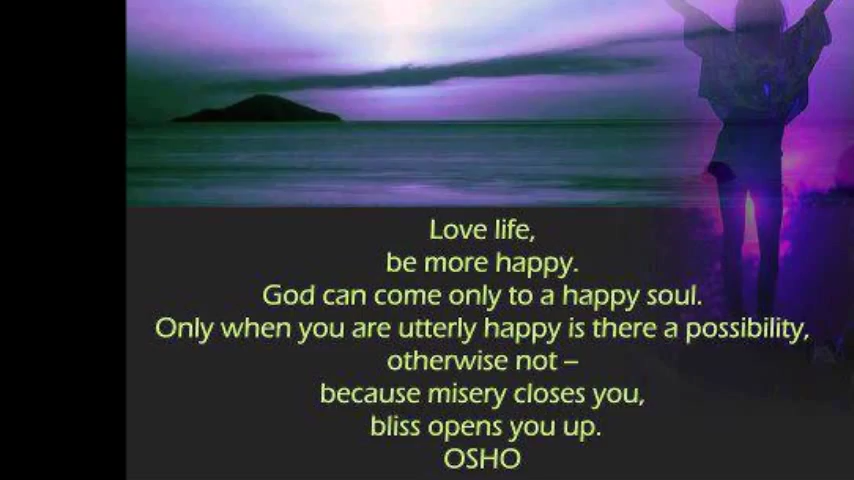 Love life,
be more happy.
God can come only to a happy soul.
Only when you are utterly happy is there a possibility,
otherwise not –
because misery closes you,
bliss opens you up.
OSHO